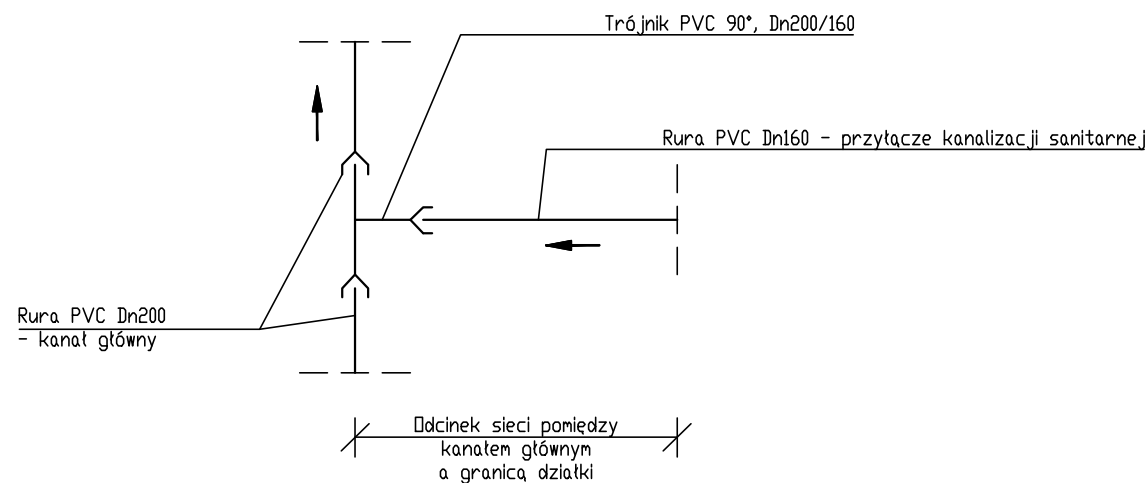 Trójnik PVC 90°, Dn200/160
Rura PVC Dn160 - przyłącze kanalizacji sanitarnej
Rura PVC Dn200
- kanał główny
Odcinek sieci pomiędzy
kanałem głównym
a granicą działki